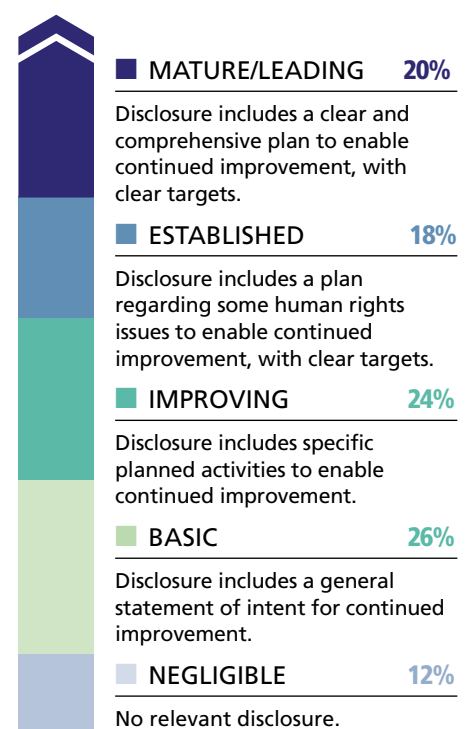 MATURE/LEADING 20%
Disclosure includes a clear and
comprehensive plan to enable
continued improvement, with
clear targets.
ESTABLISHED 18%
Disclosure includes a plan
regarding some human rights
issues to enable continued
improvement, with clear targets.
IMPROVING 24%
Disclosure includes specific
planned activities to enable
continued improvement.
BASIC 26%
Disclosure includes a general
statement of intent for continued
improvement.
NEGLIGIBLE 12%
No relevant disclosure.